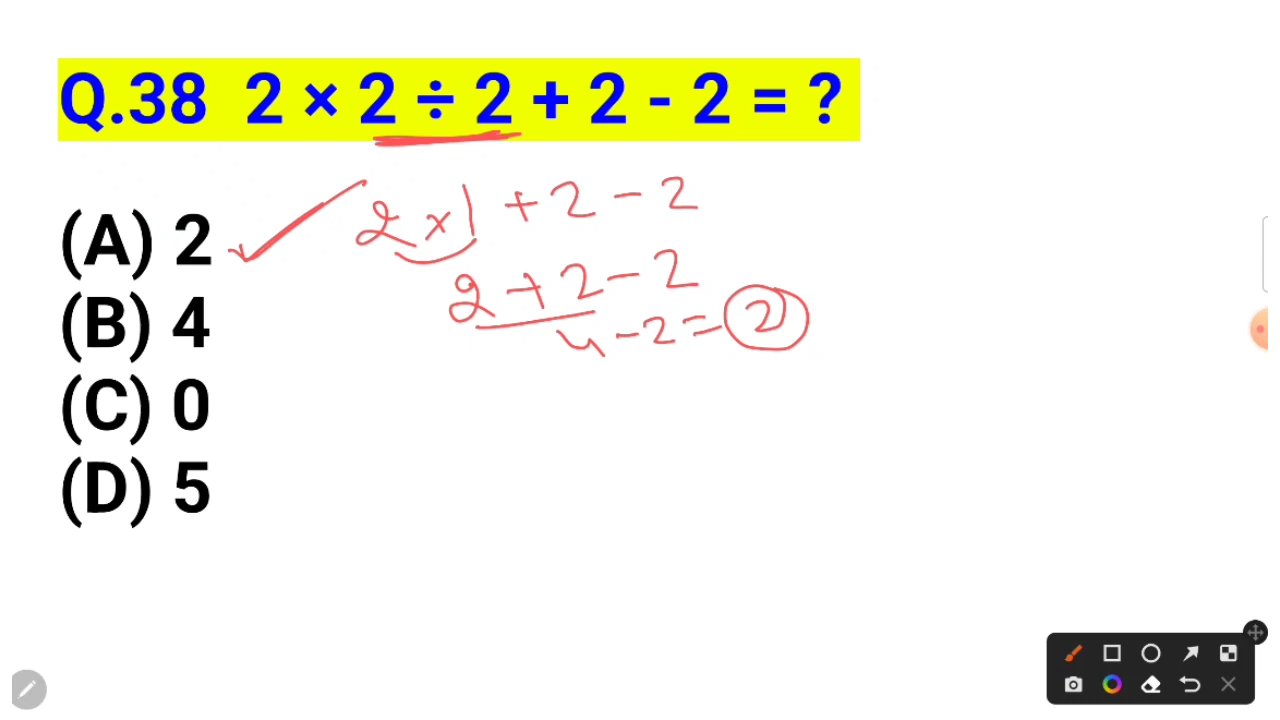 Q.38 2 × 2 ÷ 2 + 2 - 2 = ?
(A) 2
2 × 1 + 2 - 2
2 + 2 - 2
(B) 4
4 - 2 = 2
(C) 0
(D) 5